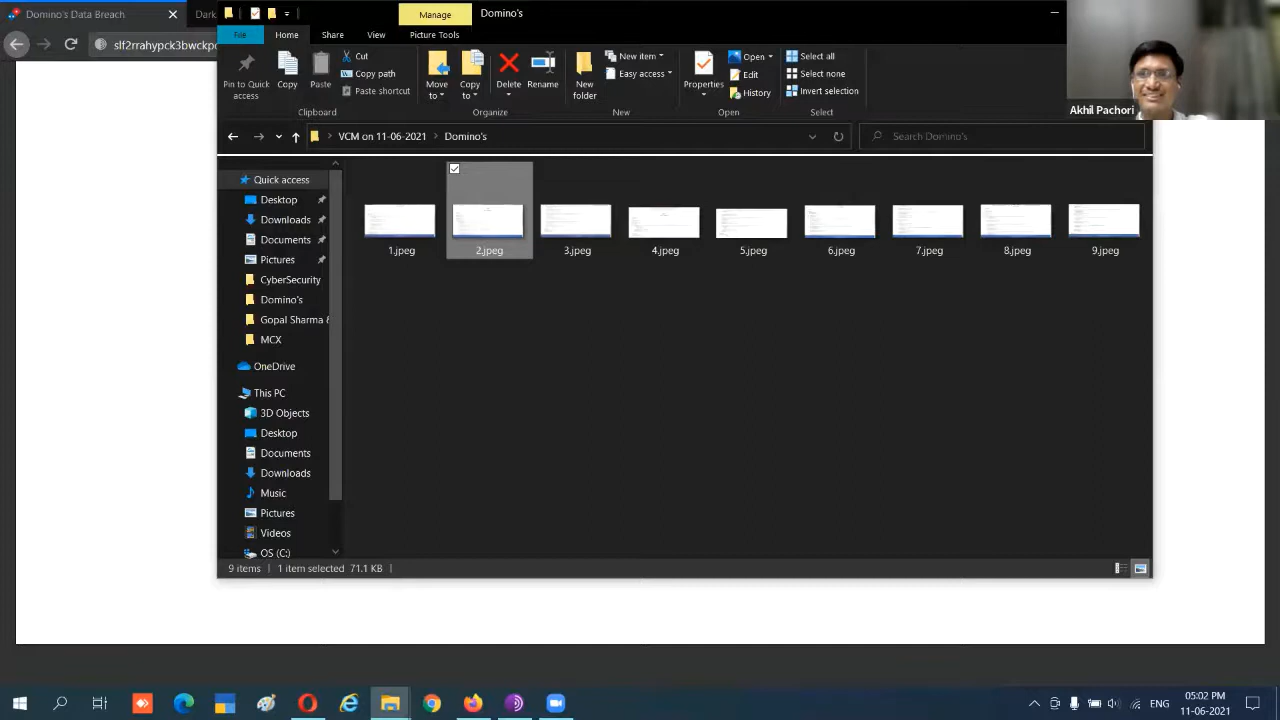 Domino's Data Breach
Dark
Manage
Domino's
slf2rrahypck3bwckpo
File
Home
Share
View
Picture Tools
Pin to Quick access
Copy
Paste
Cut
Copy path
Paste shortcut
Clipboard
Move to
Copy to
Delete
Rename
Organize
New folder
New item
Easy access
New
Properties
Open
Edit
History
Open
Select all
Select none
Invert selection
Select
Akhil Pachori
VCM on 11-06-2021
Domino's
Search Domino's
Quick access
Desktop
Downloads
Documents
Pictures
CyberSecurity
Domino's
Gopal Sharma &
MCX
OneDrive
This PC
3D Objects
Desktop
Documents
Downloads
Music
Pictures
Videos
OS (C:)
1.jpeg
2.jpeg
3.jpeg
4.jpeg
5.jpeg
6.jpeg
7.jpeg
8.jpeg
9.jpeg
9 items
1 item selected 71.1 KB
ENG
05:02 PM
11-06-2021